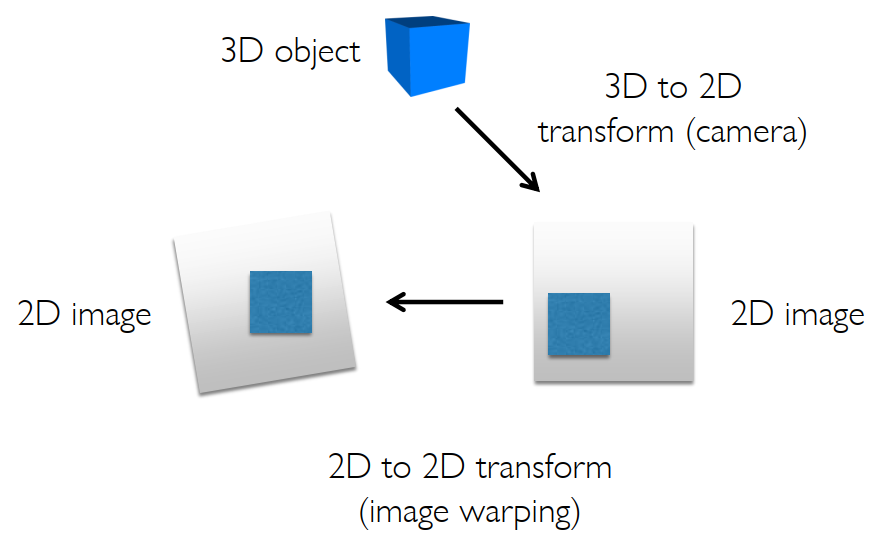 3D object
3D to 2D
transform (camera)
2D image
2D image
2D to 2D transform
(image warping)